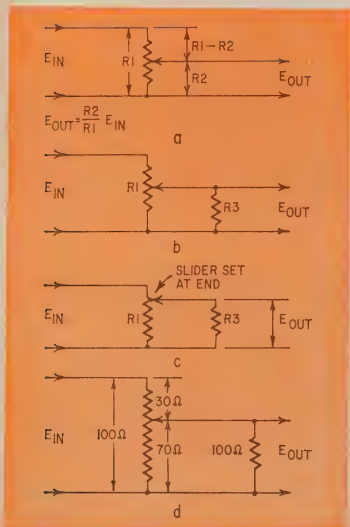 R1–R2
E_IN R1
R2
E_OUT = R2/R1 E_IN E_OUT
a
E_IN R1 R3 E_OUT
b
SLIDER SET
AT END
E_IN R1 R3 E_OUT
c
30Ω
E_IN 100Ω 70Ω 100Ω E_OUT
d